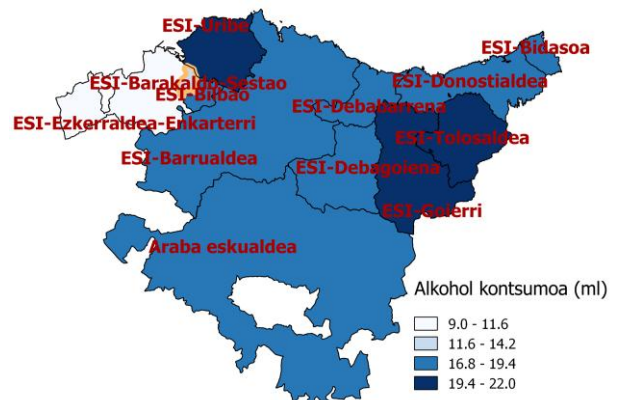 ESI-Uribe
ESI-Bidasoa
ESI-Barakaldo-Sestao
ESI-Donostialdea
ESI-Bilbao
ESI-Debabarrena
ESI-Ezkerraldea-Enkarterri
ESI-Tolosaldea
ESI-Barrualdea
ESI-Debagoiena
ESI-Goierri
Araba eskualdea
Alkohol kontsumoa (ml)
9.0 - 11.6
11.6 - 14.2
16.8 - 19.4
19.4 - 22.0